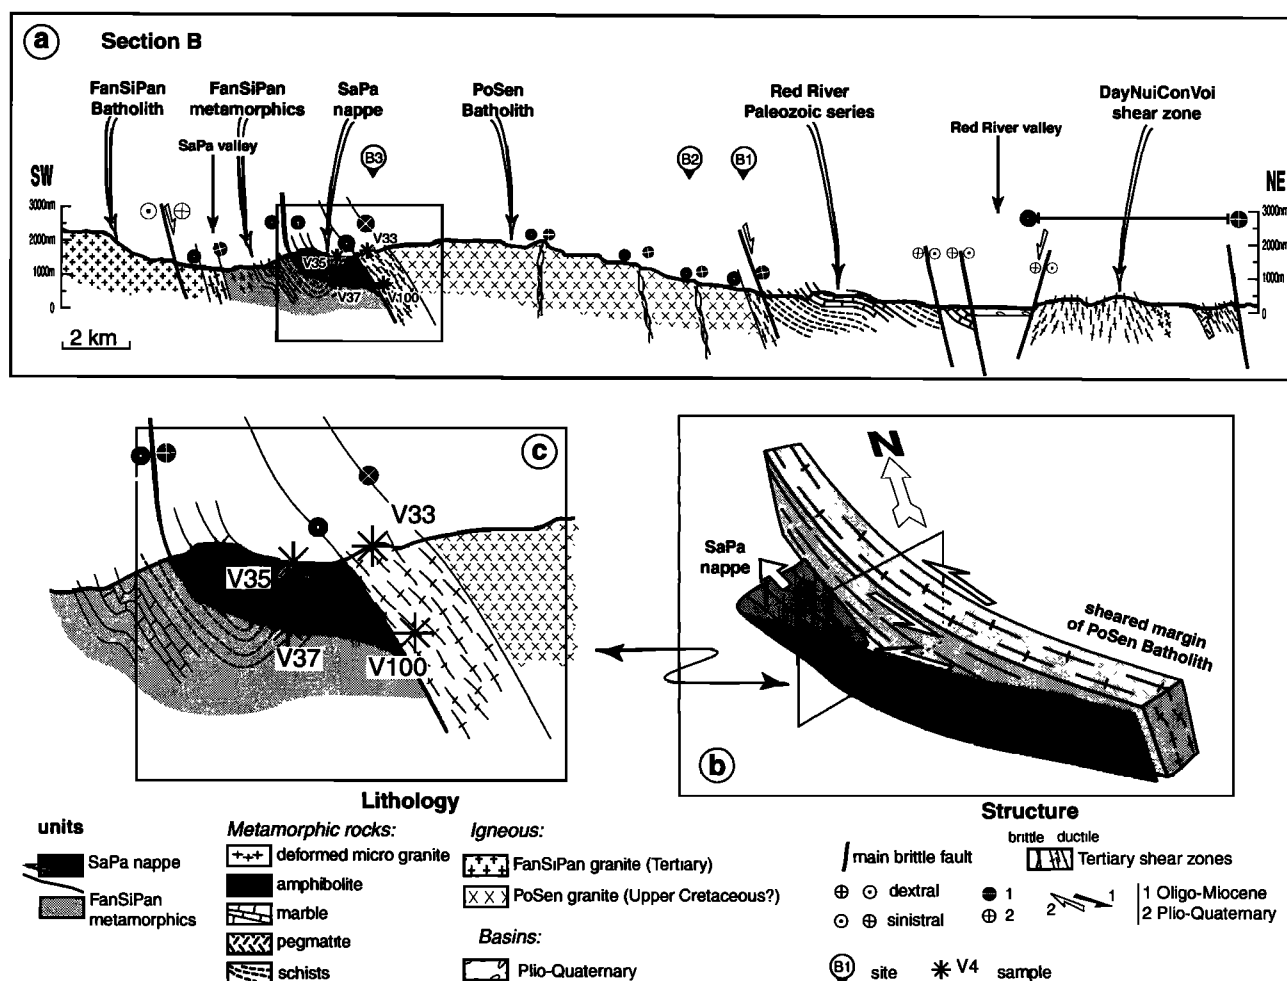 a Section B
FanSiPan
Batholith
FanSiPan
metamorphics
SaPa
nappe
PoSen
Batholith
Red River
Paleozoic series
DayNuiConVoi
shear zone
SaPa valley
Red River valley
B3
B2
B1
SW
NE
3000m
2000m
1000m
0
3000m
2000m
1000m
0
V33
V35
V37
V100
2 km
c
V33
V35
V37
V100
N
SaPa
nappe
sheared margin
of PoSen Batholith
b
Lithology
units
SaPa nappe
FanSiPan
metamorphics
Metamorphic rocks:
deformed micro granite
amphibolite
marble
pegmatite
schists
Igneous:
FanSiPan granite (Tertiary)
PoSen granite (Upper Cretaceous?)
Basins:
Plio-Quaternary
Structure
brittle ductile
main brittle fault
Tertiary shear zones
dextral
sinistral
1
2
2 1
1 Oligo-Miocene
2 Plio-Quaternary
B1 site
V4 sample